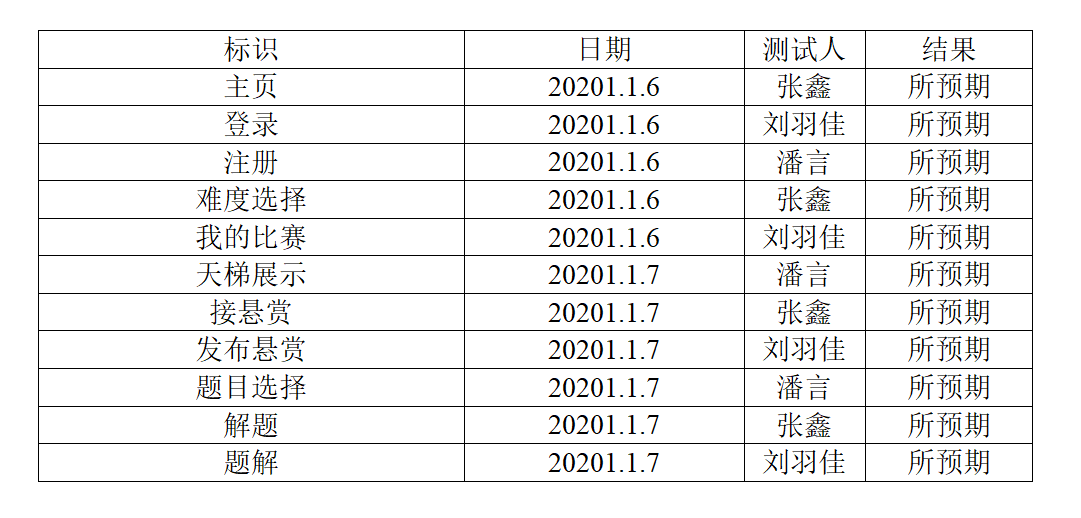 标识 日期 测试人 结果
主页 20201.1.6 张鑫 所预期
登录 20201.1.6 刘羽佳 所预期
注册 20201.1.6 潘言 所预期
难度选择 20201.1.6 张鑫 所预期
我的比赛 20201.1.6 刘羽佳 所预期
天梯展示 20201.1.7 潘言 所预期
接悬赏 20201.1.7 张鑫 所预期
发布悬赏 20201.1.7 刘羽佳 所预期
题目选择 20201.1.7 潘言 所预期
解题 20201.1.7 张鑫 所预期
题解 20201.1.7 刘羽佳 所预期